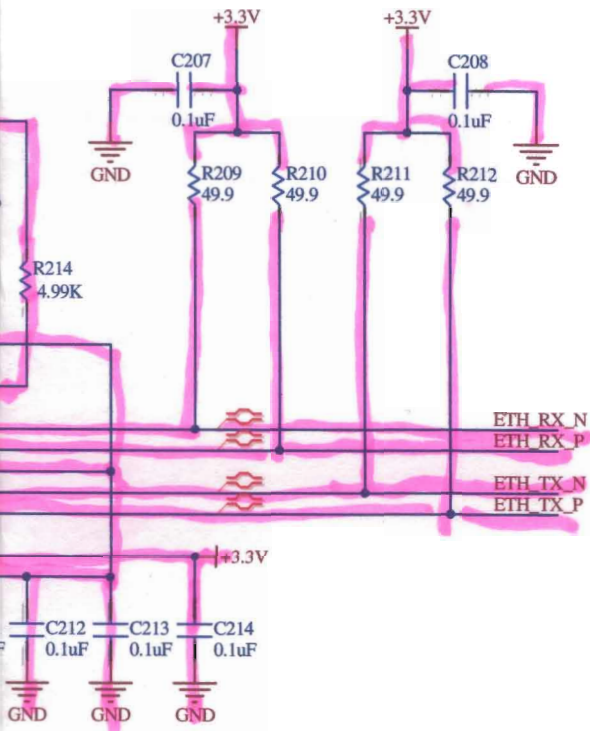 +3.3V +3.3V
C207 C208
0.1uF 0.1uF
GND GND
R209 R210 R211 R212
49.9 49.9 49.9 49.9
R214
4.99K
ETH_RX_N
ETH_RX_P
ETH_TX_N
ETH_TX_P
+3.3V
C212 C213 C214
F 0.1uF 0.1uF 0.1uF
GND GND GND